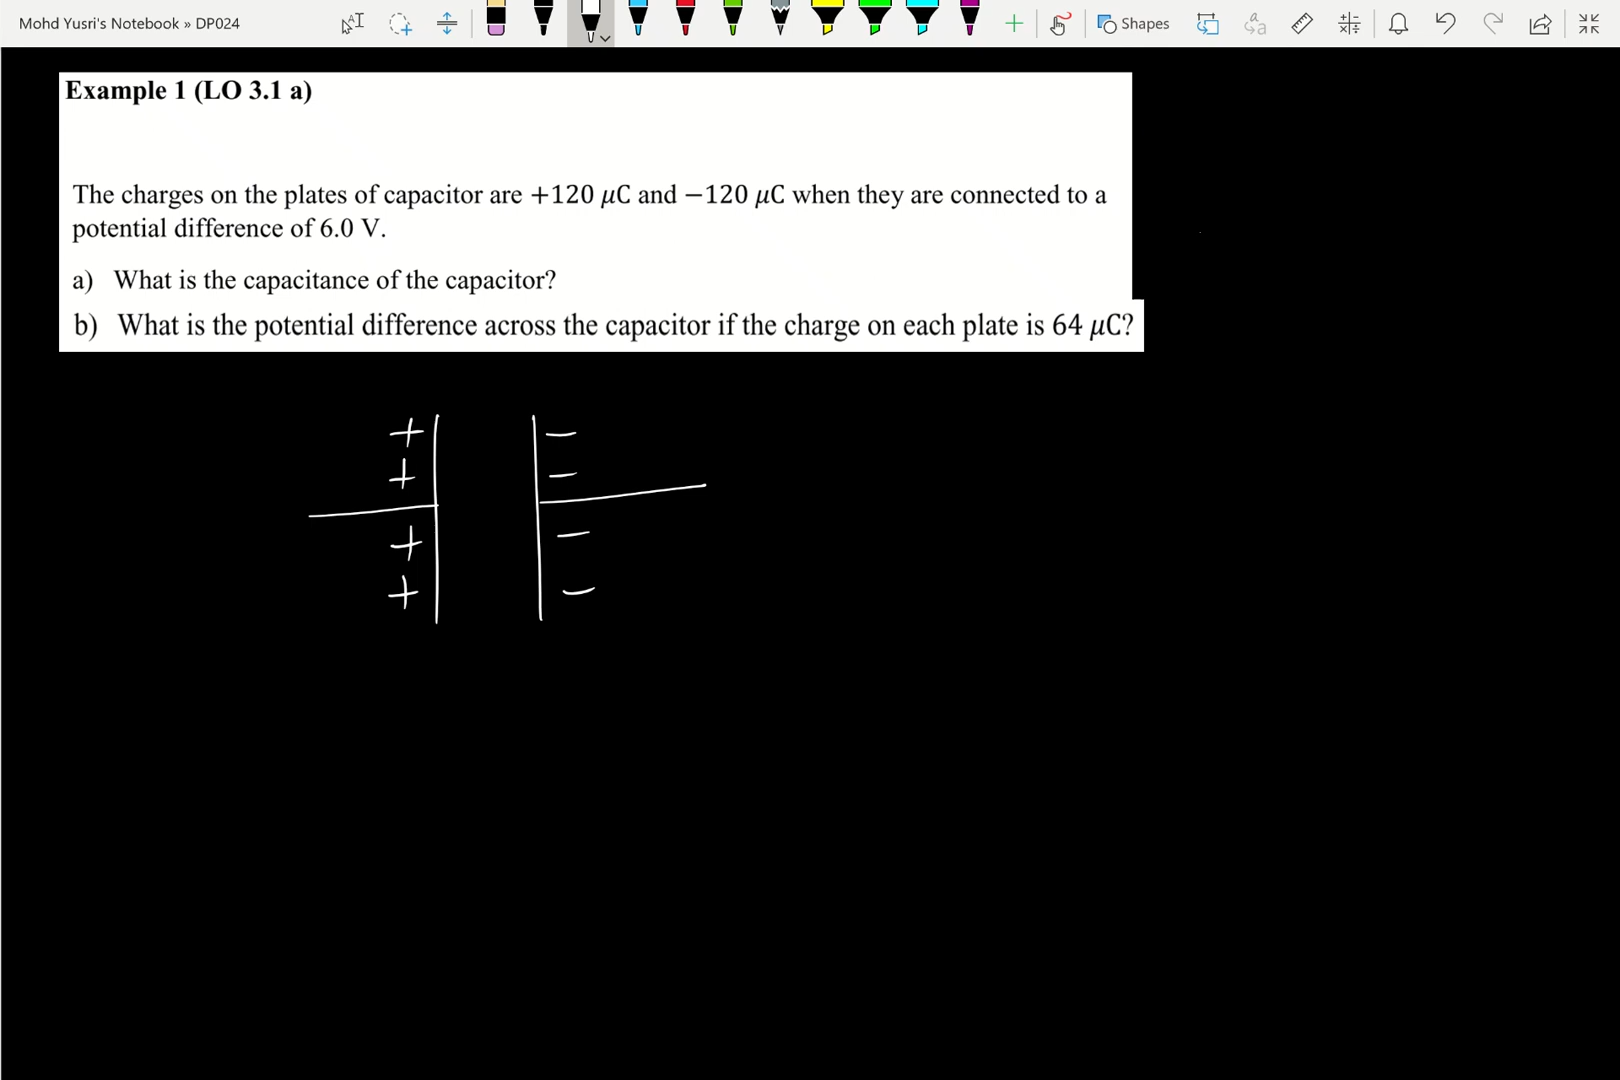 Mohd Yusri's Notebook » DP024
Shapes
Example 1 (LO 3.1 a)
The charges on the plates of capacitor are +120 μC and −120 μC when they are connected to a
potential difference of 6.0 V.
a) What is the capacitance of the capacitor?
b) What is the potential difference across the capacitor if the charge on each plate is 64 μC?
+ −
+ −
+ −
+ −